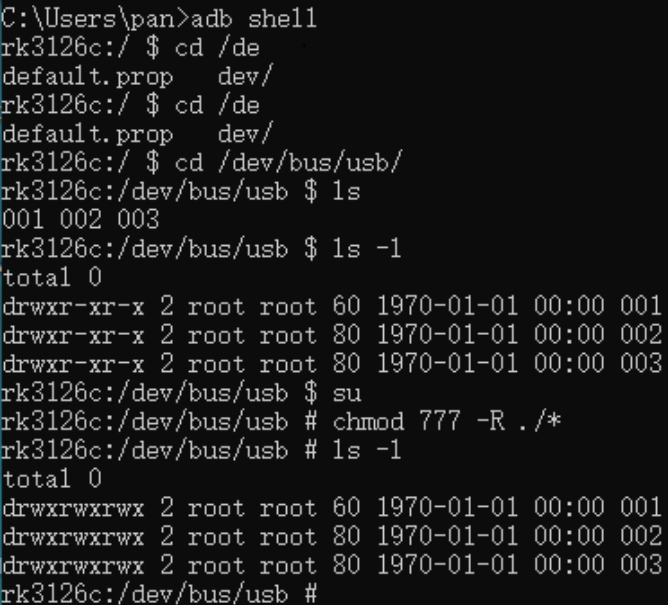 C:\Users\pan>adb shell
rk3126c:/ $ cd /de
default.prop   dev/
rk3126c:/ $ cd /de
default.prop   dev/
rk3126c:/ $ cd /dev/bus/usb/
rk3126c:/dev/bus/usb $ ls
001 002 003
rk3126c:/dev/bus/usb $ ls -l
total 0
drwxr-xr-x 2 root root 60 1970-01-01 00:00 001
drwxr-xr-x 2 root root 80 1970-01-01 00:00 002
drwxr-xr-x 2 root root 80 1970-01-01 00:00 003
rk3126c:/dev/bus/usb $ su
rk3126c:/dev/bus/usb # chmod 777 -R ./*
rk3126c:/dev/bus/usb # ls -l
total 0
drwxrwxrwx 2 root root 60 1970-01-01 00:00 001
drwxrwxrwx 2 root root 80 1970-01-01 00:00 002
drwxrwxrwx 2 root root 80 1970-01-01 00:00 003
rk3126c:/dev/bus/usb #